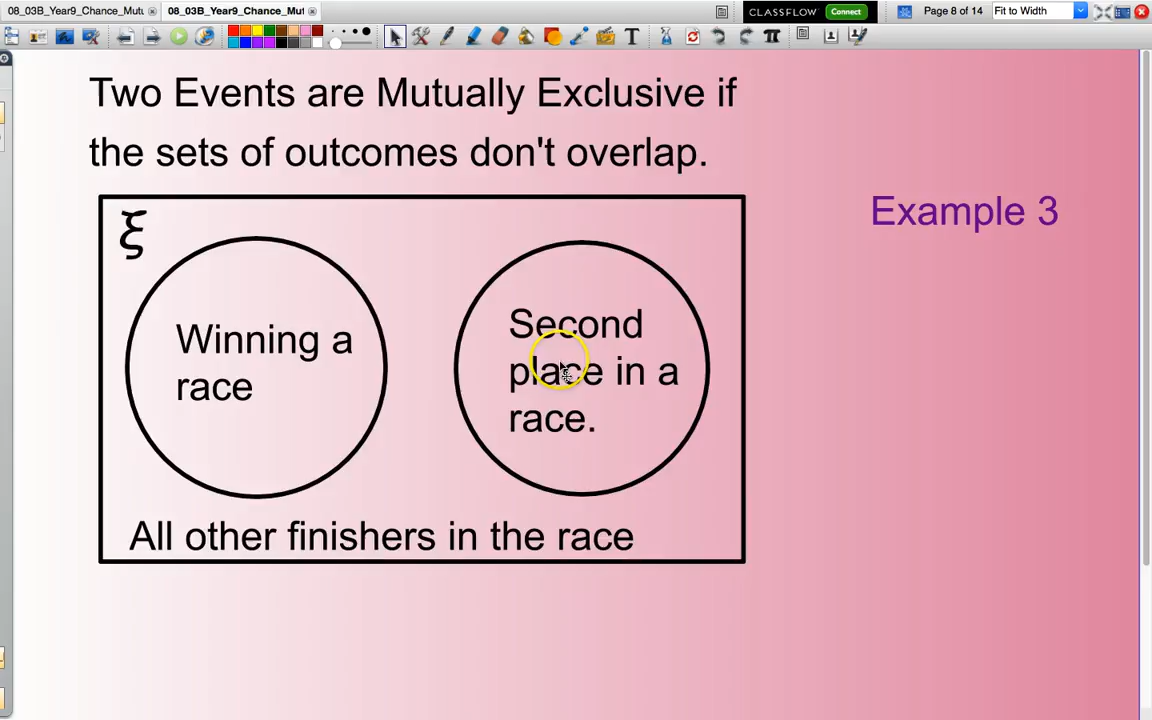 08_03B_Year9_Chance_Mutu
08_03B_Year9_Chance_Mut
CLASSFLOW Connect
Page 8 of 14
Fit to Width
Two Events are Mutually Exclusive if
the sets of outcomes don't overlap.
Example 3
ξ
Winning a
race
Second
place in a
race.
All other finishers in the race